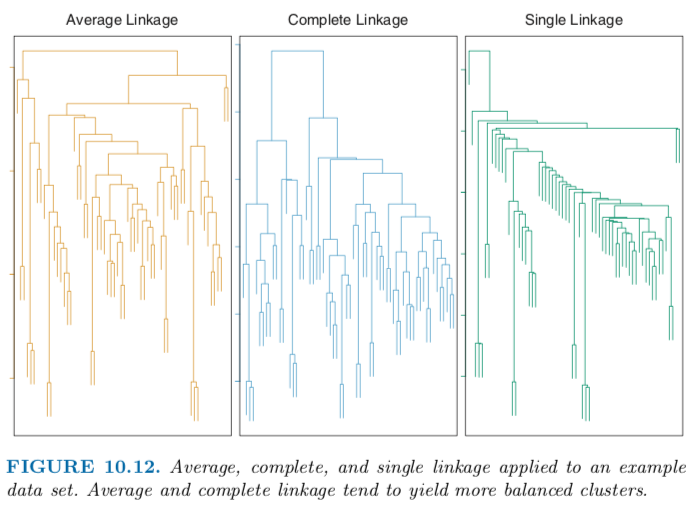 Average Linkage
Complete Linkage
Single Linkage
FIGURE 10.12. Average, complete, and single linkage applied to an example
data set. Average and complete linkage tend to yield more balanced clusters.